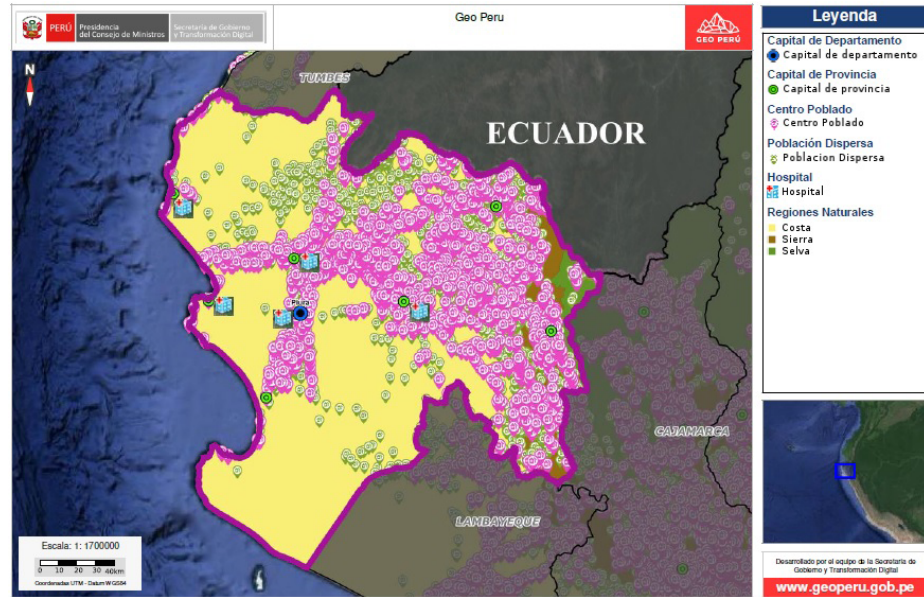 PERÚ
Presidencia
del Consejo de Ministros
Secretaría de Gobierno
y Transformación Digital
Geo Peru
GEO PERÚ
N
TUMBES
ECUADOR
Piura
CAJAMARCA
LAMBAYEQUE
Escala: 1: 1700000
0 10 20 30 40km
Coordenadas UTM - Datum WGS84
Leyenda
Capital de Departamento
Capital de departamento
Capital de Provincia
Capital de provincia
Centro Poblado
Centro Poblado
Población Dispersa
Poblacion Dispersa
Hospital
Hospital
Regiones Naturales
Costa
Sierra
Selva
Desarrollado por el equipo de la Secretaría de
Gobierno y Transformación Digital
www.geoperu.gob.pe